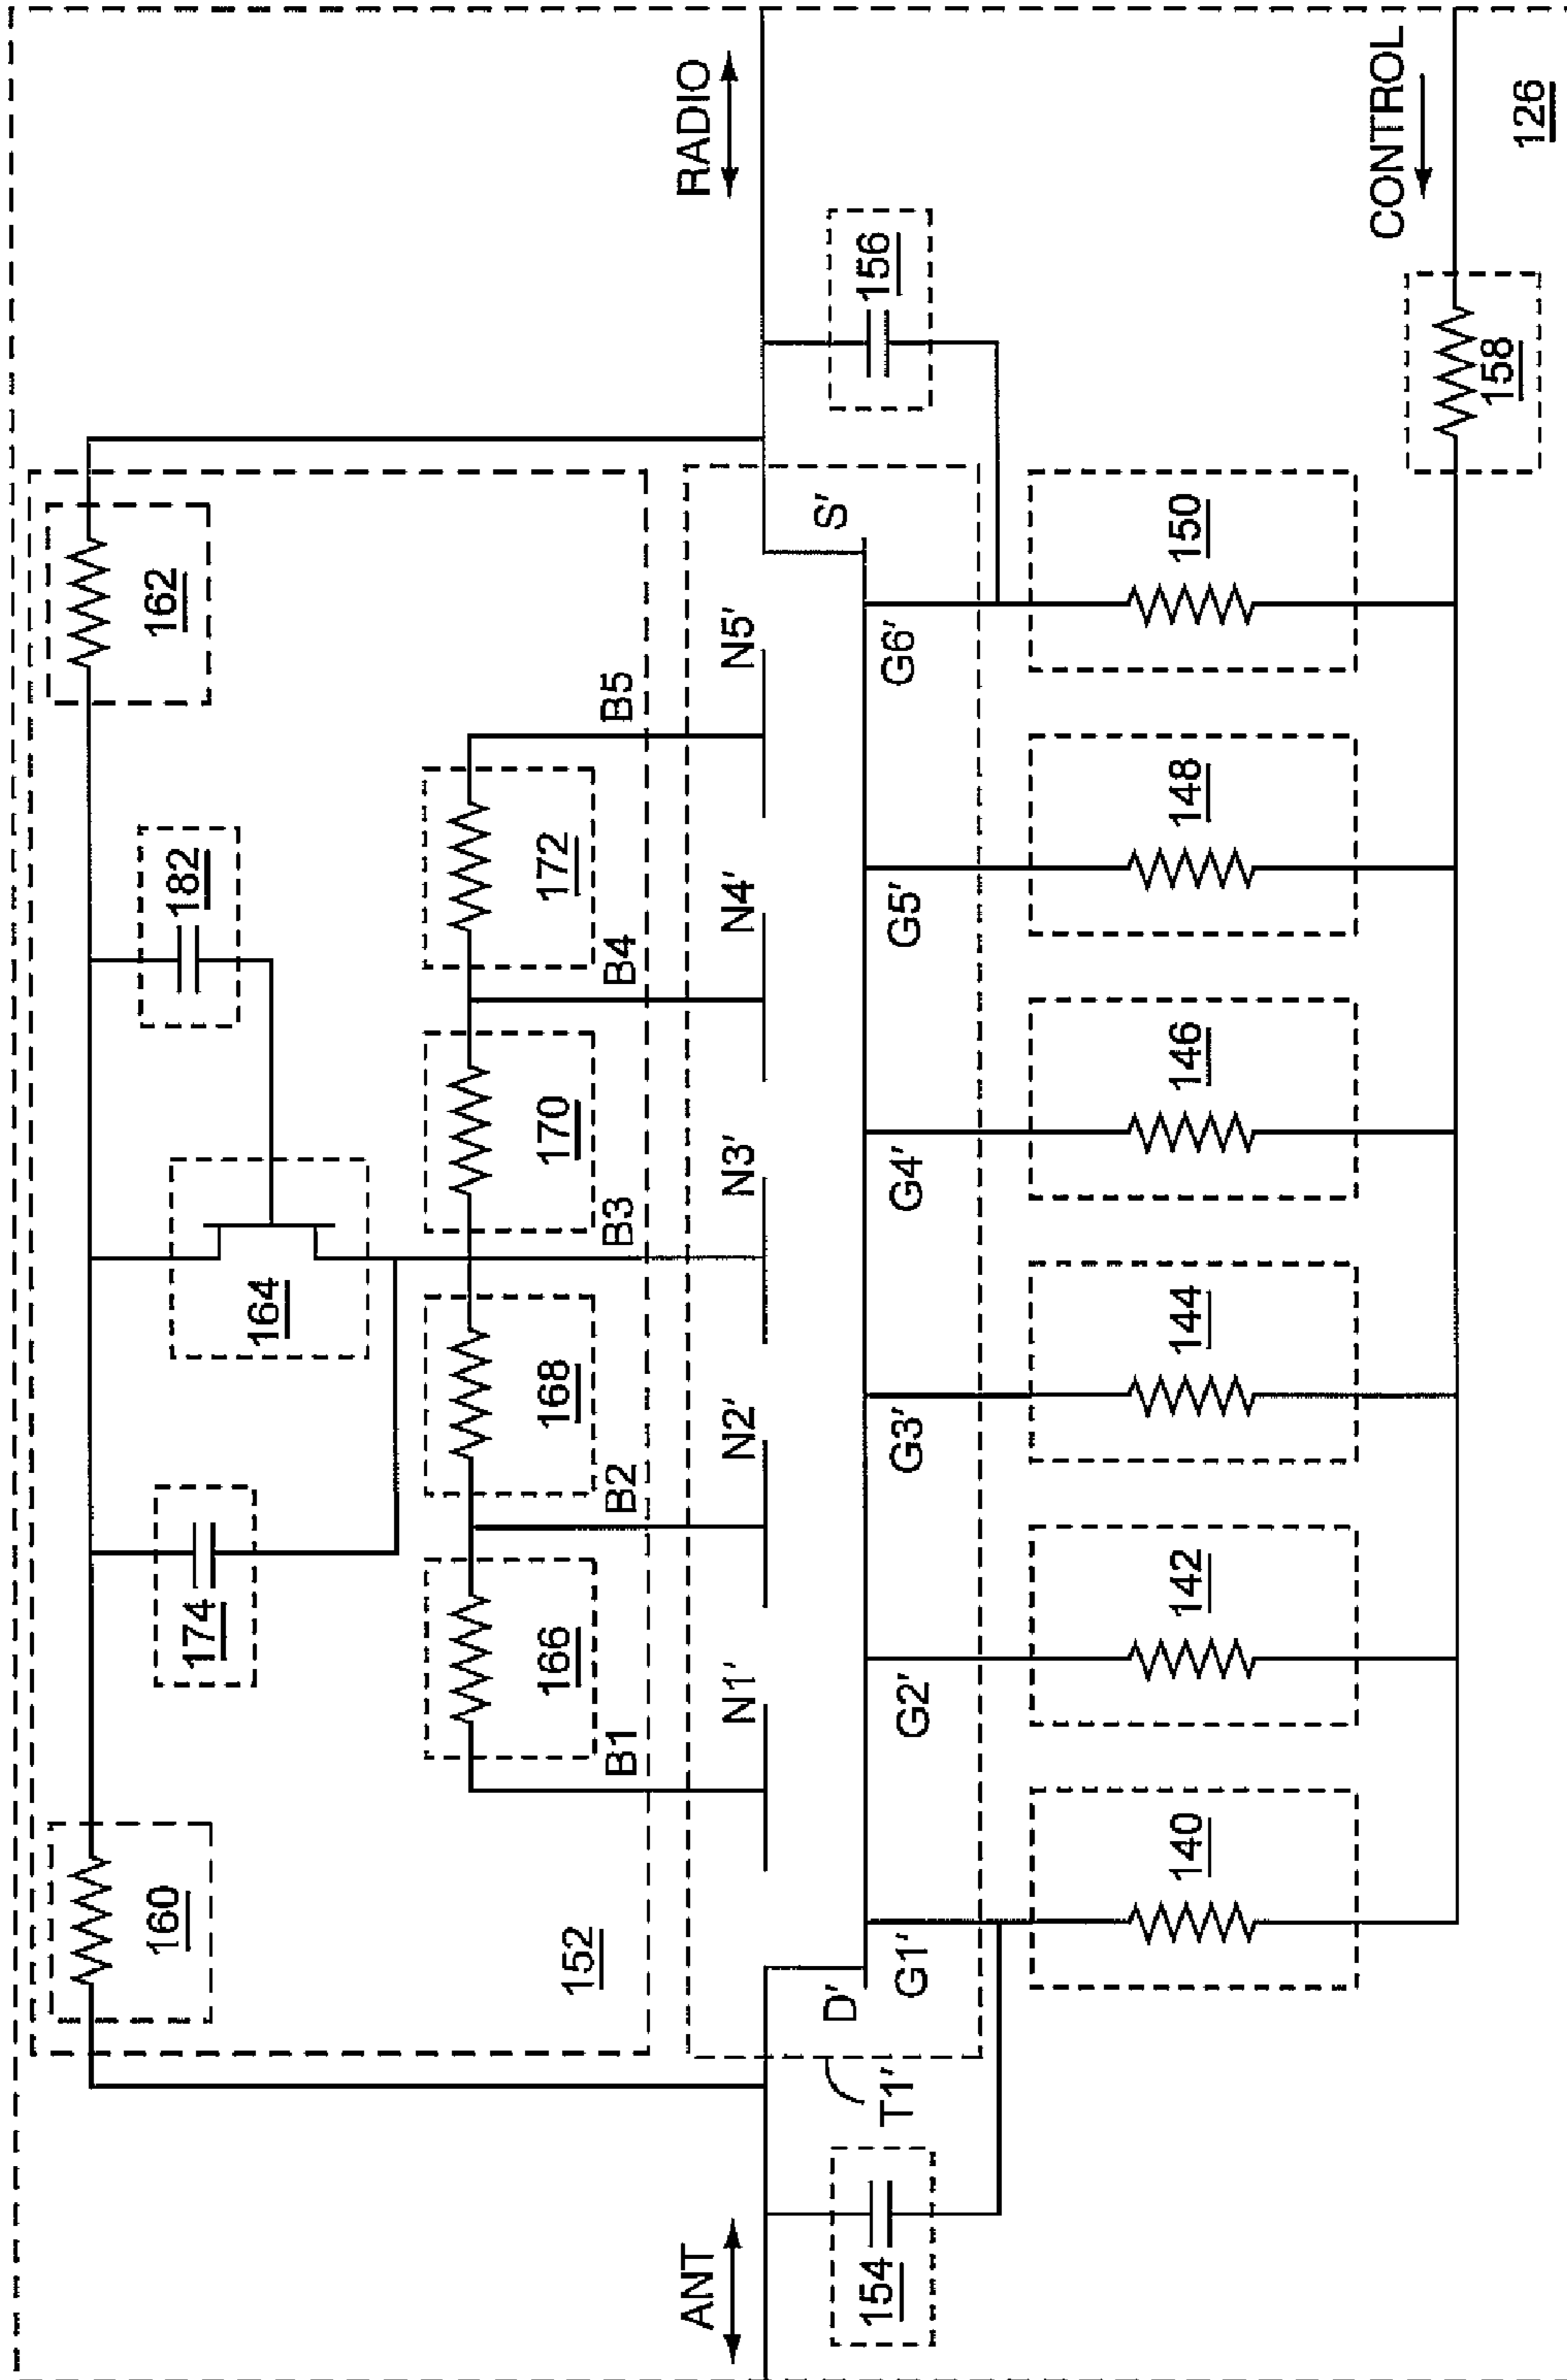 160
162
174
182
164
152
166
168
170
172
B1
B2
B3
B4
B5
ANT
RADIO
N1'
N2'
N3'
N4'
N5'
D'
S'
T1'
154
156
G1'
G2'
G3'
G4'
G5'
G6'
140
142
144
146
148
150
CONTROL
158
126